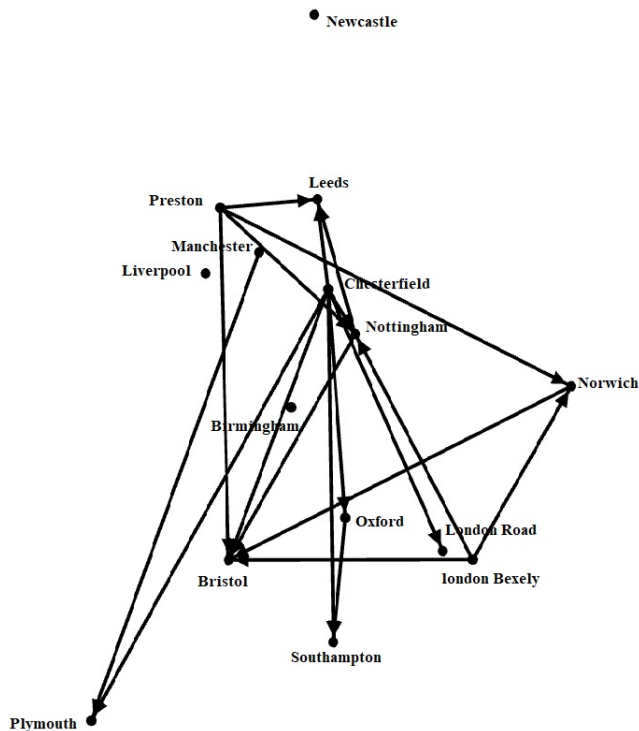 Newcastle
Leeds
Preston
Manchester
Liverpool
Chesterfield
Nottingham
Norwich
Birmingham
Oxford
London Road
Bristol
london Bexely
Southampton
Plymouth